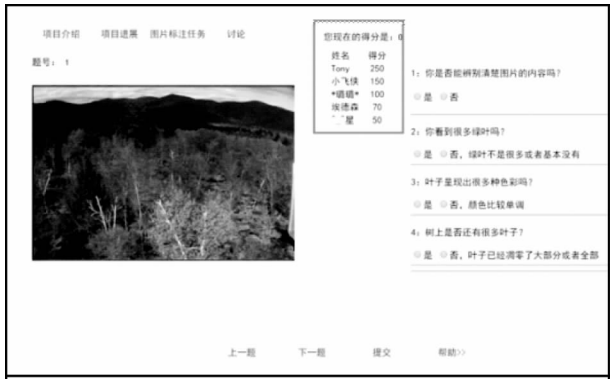 项目介绍 项目进展 图片标注任务 讨论
题号： 1
您现在的得分是：0
姓名 得分
Tony 250
小飞侠 150
*嘻嘻* 100
埃德森 70
^_^星 50
1：你是否能辨别清楚图片的内容吗？
是 否
2：你看到很多绿叶吗？
是 否，绿叶不是很多或者基本没有
3：叶子呈现出很多种色彩吗？
是 否，颜色比较单调
4：树上是否还有很多叶子？
是 否，叶子已经凋零了大部分或者全部
上一题 下一题 提交 帮助>>